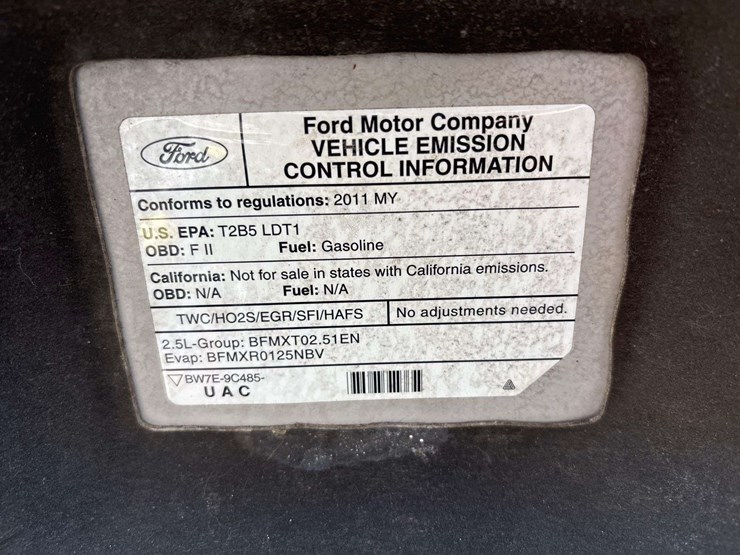 Ford
Ford Motor Company
VEHICLE EMISSION
CONTROL INFORMATION
Conforms to regulations: 2011 MY
U.S. EPA: T2B5 LDT1
OBD: F II Fuel: Gasoline
California: Not for sale in states with California emissions.
OBD: N/A Fuel: N/A
TWC/HO2S/EGR/SFI/HAFS
No adjustments needed.
2.5L-Group: BFMXT02.51EN
Evap: BFMXR0125NBV
BW7E-9C485-
U A C